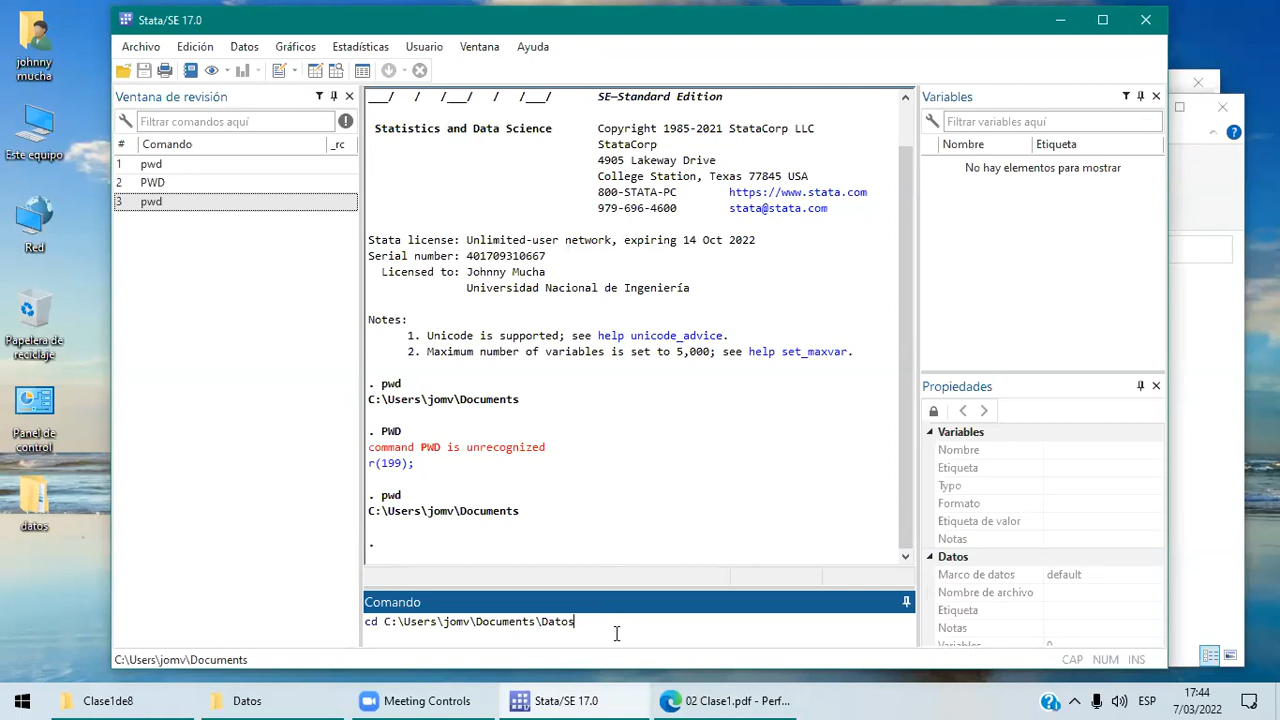 Stata/SE 17.0
Archivo Edición Datos Gráficos Estadísticas Usuario Ventana Ayuda
johnny
mucha
Este equipo
Red
Papelera de
reciclaje
Panel de
control
datos
Ventana de revisión
Filtrar comandos aquí
# Comando _rc
1 pwd
2 PWD
3 pwd
___/ / /___/ / /___/ SE—Standard Edition
Statistics and Data Science Copyright 1985-2021 StataCorp LLC
StataCorp
4905 Lakeway Drive
College Station, Texas 77845 USA
800-STATA-PC https://www.stata.com
979-696-4600 stata@stata.com
Stata license: Unlimited-user network, expiring 14 Oct 2022
Serial number: 401709310667
Licensed to: Johnny Mucha
Universidad Nacional de Ingeniería
Notes:
1. Unicode is supported; see help unicode_advice.
2. Maximum number of variables is set to 5,000; see help set_maxvar.
. pwd
C:\Users\jomv\Documents
. PWD
command PWD is unrecognized
r(199);
. pwd
C:\Users\jomv\Documents
.
Comando
cd C:\Users\jomv\Documents\Datos
Variables
Filtrar variables aquí
Nombre Etiqueta
No hay elementos para mostrar
Propiedades
Variables
Nombre
Etiqueta
Typo
Formato
Etiqueta de valor
Notas
Datos
Marco de datos default
Nombre de archivo
Etiqueta
Notas
Variables 0
C:\Users\jomv\Documents
CAP NUM INS
Clase1de8
Datos
Meeting Controls
Stata/SE 17.0
02 Clase1.pdf - Perf...
ESP
17:44
7/03/2022